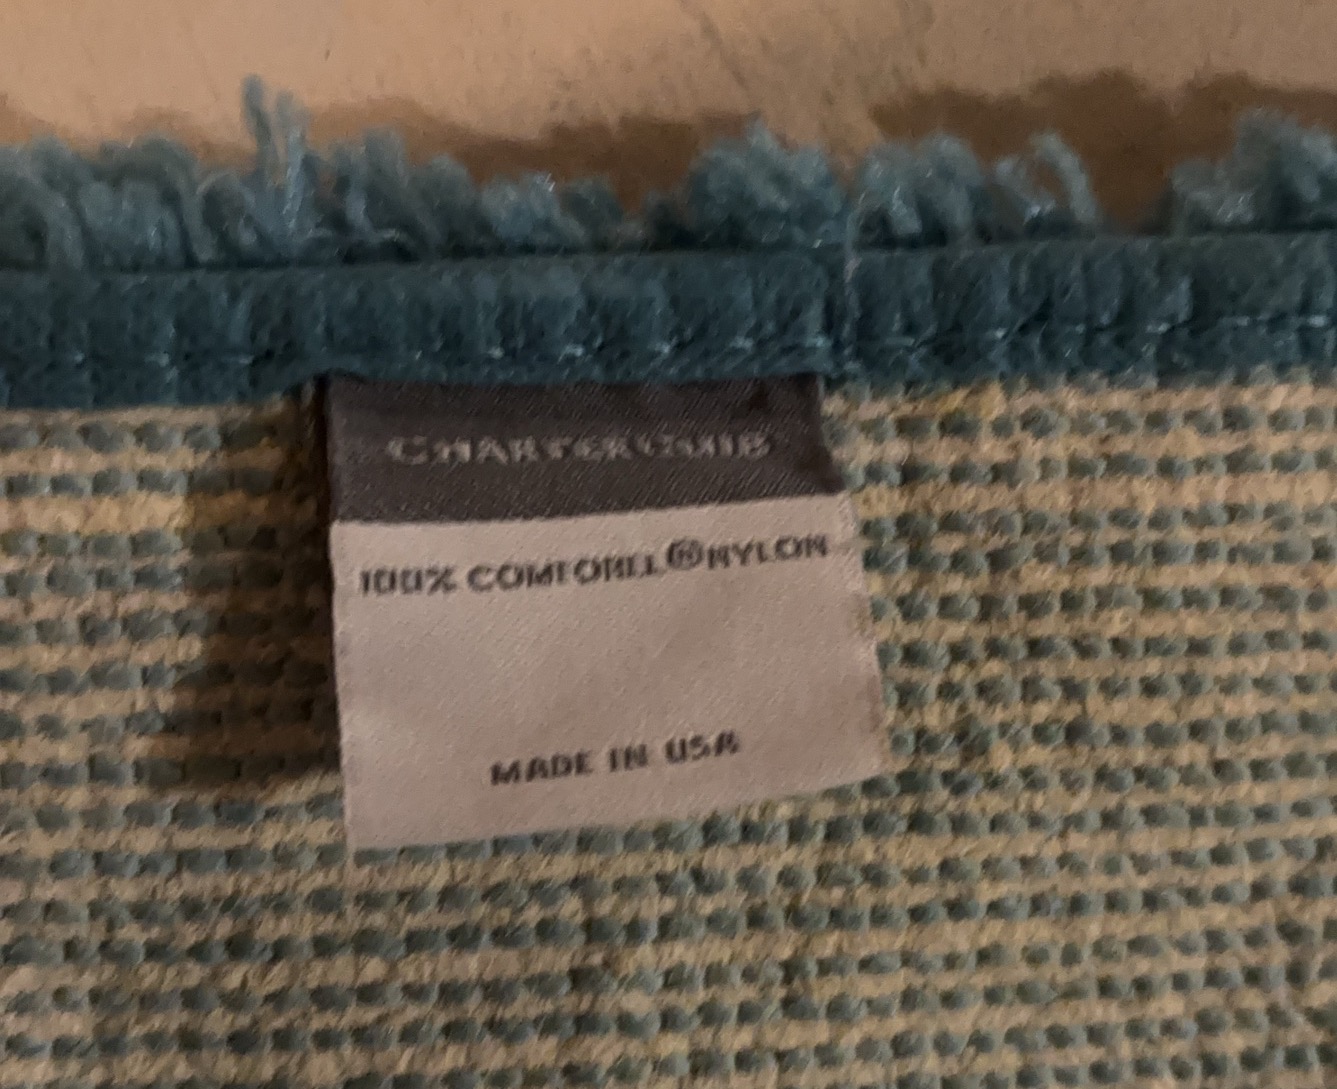 CHARTER CLUB
100% COMFOREL®NYLON
MADE IN USA